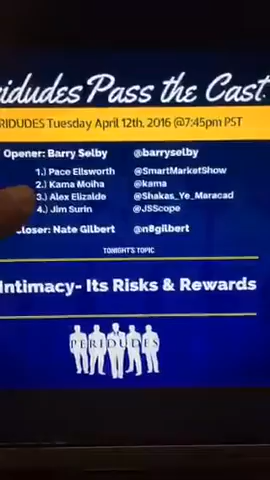 ridudes Pass the Cast
RIDUDES Tuesday April 12th, 2016 @7:45pm PST
Opener: Barry Selby @barryselby
1.) Pace Ellsworth @SmartMarketShow
2.) Kama Moiha @kama
3.) Alex Elizalde @Shakas_Ye_Maracad
4.) Jim Surin @JSScope
Closer: Nate Gilbert @n8gilbert
TONIGHT'S TOPIC
Intimacy- Its Risks & Rewards
PERIDUDES